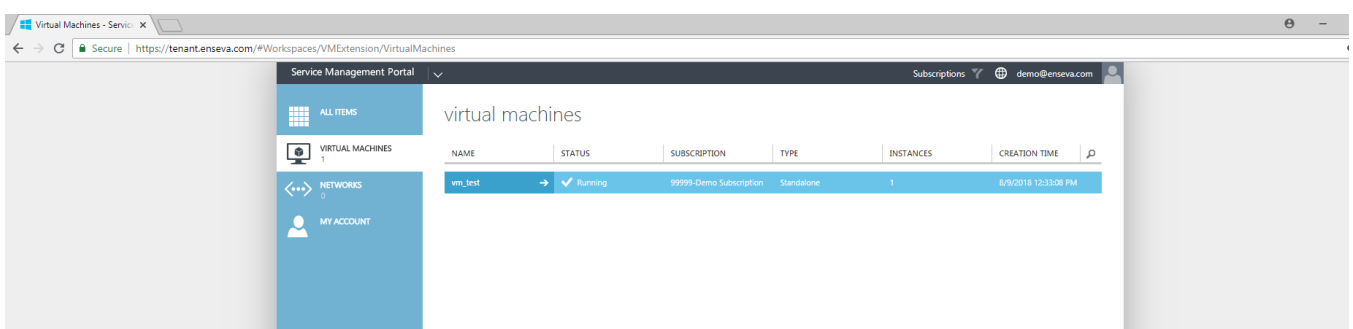 Virtual Machines - Servic
Secure | https://tenant.enseva.com/#Workspaces/VMExtension/VirtualMachines
Service Management Portal Subscriptions demo@enseva.com
ALL ITEMS
virtual machines
VIRTUAL MACHINES
1
NAME STATUS SUBSCRIPTION TYPE INSTANCES CREATION TIME
vm_test Running 99999-Demo Subscription Standalone 1 8/9/2018 12:33:08 PM
NETWORKS
0
MY ACCOUNT